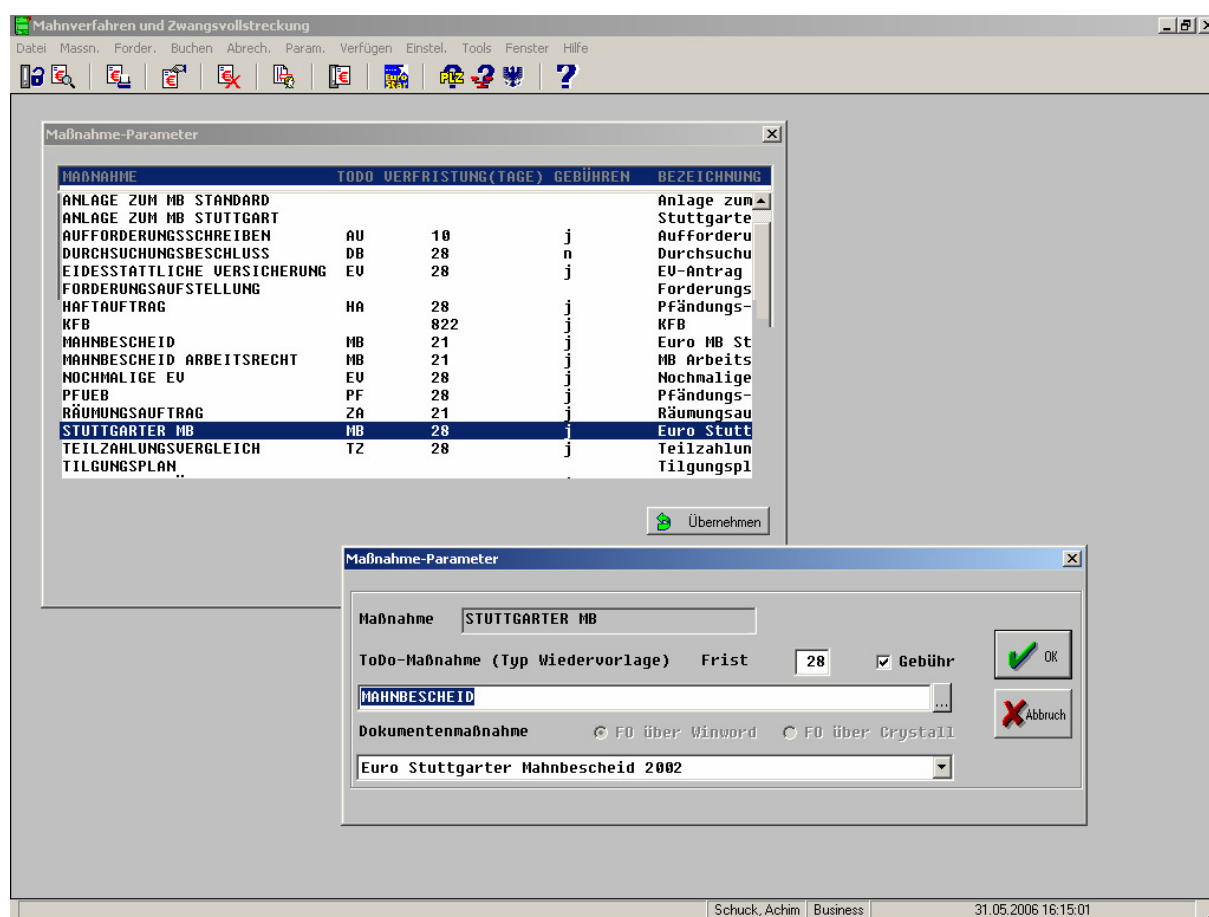 Mahnverfahren und Zwangsvollstreckung
Datei Massn. Forder. Buchen Abrech. Param. Verfügen Einstel. Tools Fenster Hilfe
PLZ ?
Maßnahme-Parameter
MAßNAHME TODO VERFRISTUNG(TAGE) GEBÜHREN BEZEICHNUNG
ANLAGE ZUM MB STANDARD Anlage zum
ANLAGE ZUM MB STUTTGART Stuttgarte
AUFFORDERUNGSSCHREIBEN AU 10 j Aufforderu
DURCHSUCHUNGSBESCHLUSS DB 28 n Durchsuchu
EIDESSTATTLICHE VERSICHERUNG EV 28 j EV-Antrag
FORDERUNGSAUFSTELLUNG Forderungs
HAFTAUFTRAG HA 28 j Pfändungs-
KFB 822 j KFB
MAHNBESCHEID MB 21 j Euro MB St
MAHNBESCHEID ARBEITSRECHT MB 21 j MB Arbeits
NOCHMALIGE EV EV 28 j Nochmalige
PFUEB PF 28 j Pfändungs-
RÄUMUNGSAUFTRAG ZA 21 j Räumungsau
STUTTGARTER MB MB 28 j Euro Stutt
TEILZAHLUNGSVERGLEICH TZ 28 j Teilzahlun
TILGUNGSPLAN Tilgungspl
Übernehmen
Maßnahme-Parameter
Maßnahme STUTTGARTER MB
ToDo-Maßnahme (Typ Wiedervorlage) Frist 28 Gebühr
OK
MAHNBESCHEID ...
Abbruch
Dokumentenmaßnahme FO über Winword FO über Crystall
Euro Stuttgarter Mahnbescheid 2002
Schuck, Achim Business 31.05.2006 16:15:01